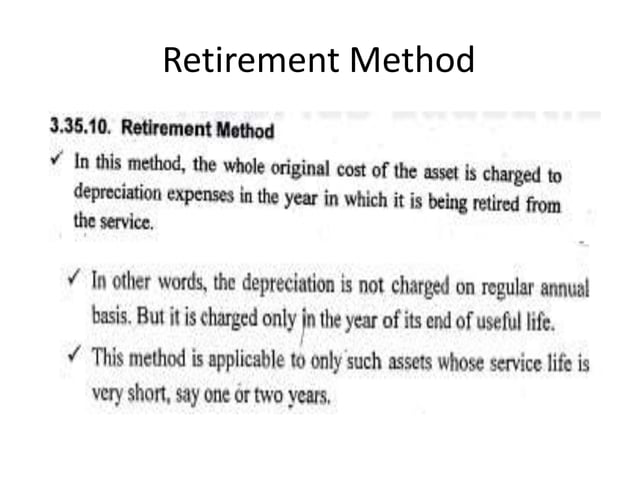 Retirement Method
3.35.10. Retirement Method
✓ In this method, the whole original cost of the asset is charged to
depreciation expenses in the year in which it is being retired from
the service.
✓ In other words, the depreciation is not charged on regular annual
basis. But it is charged only in the year of its end of useful life.
✓ This method is applicable to only such assets whose service life is
very short, say one or two years.